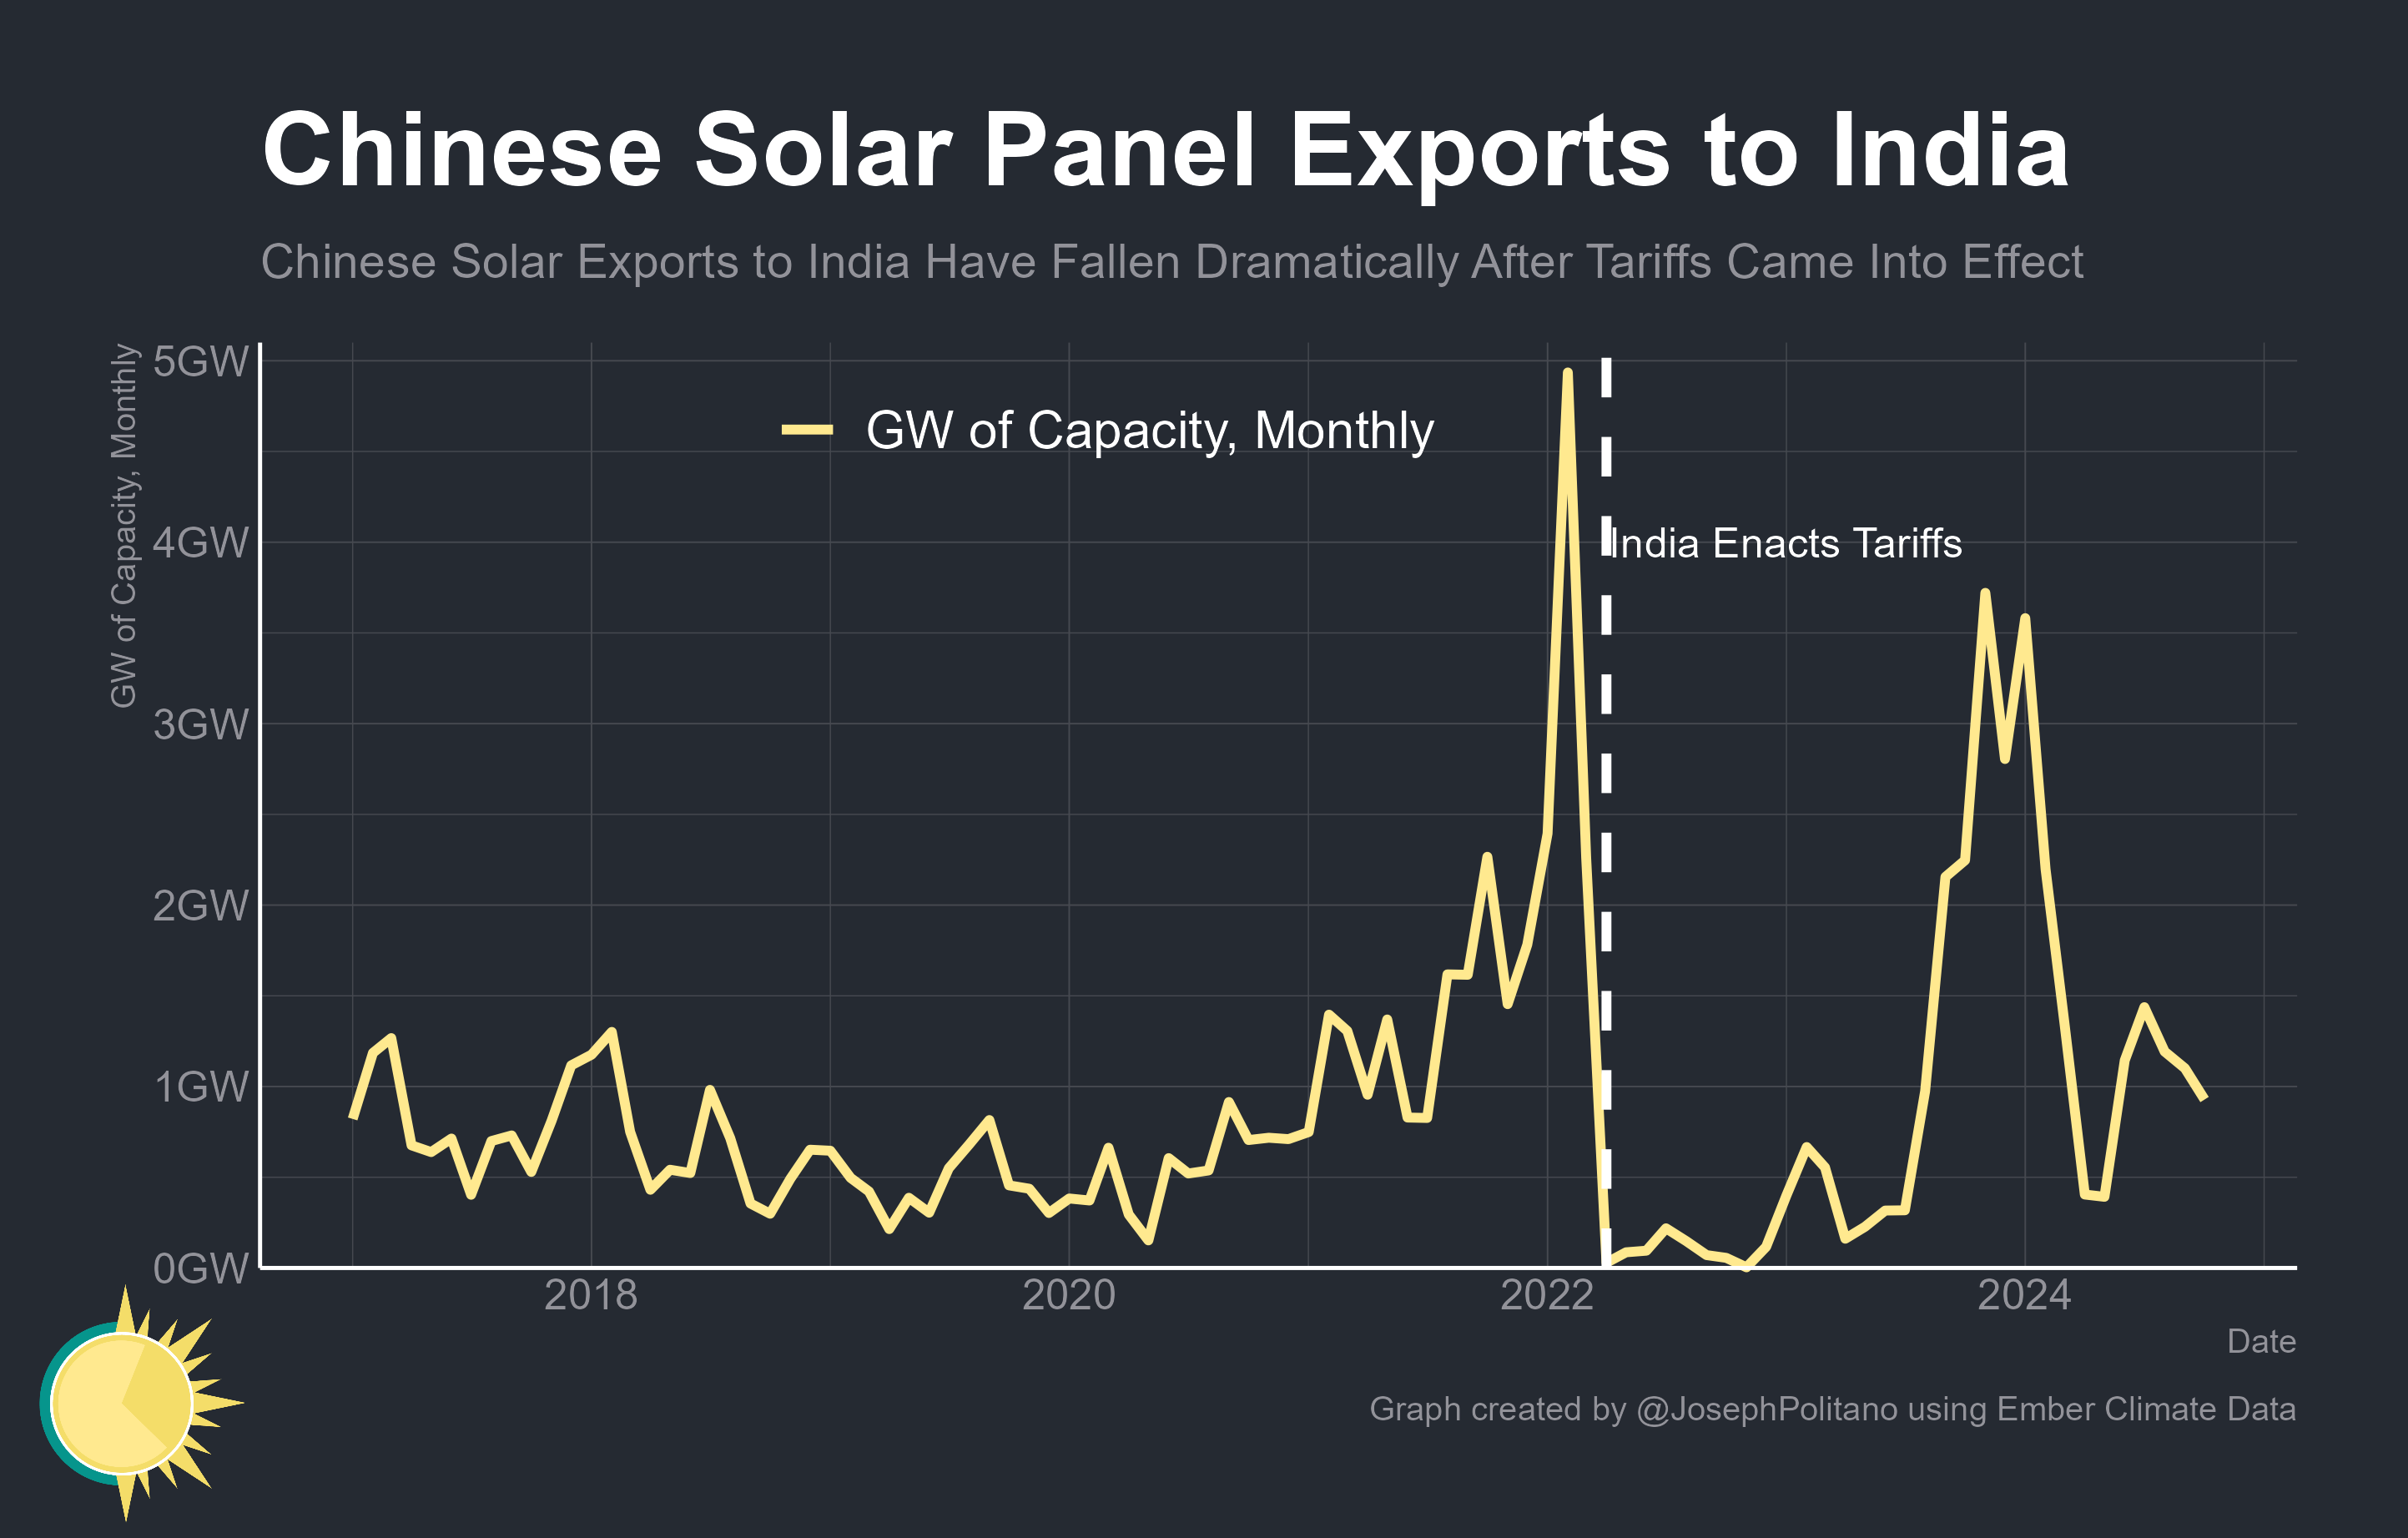 Chinese Solar Panel Exports to India
Chinese Solar Exports to India Have Fallen Dramatically After Tariffs Came Into Effect
GW of Capacity, Monthly
5GW
4GW
3GW
2GW
1GW
0GW
GW of Capacity, Monthly
India Enacts Tariffs
2018
2020
2022
2024
Date
Graph created by @JosephPolitano using Ember Climate Data